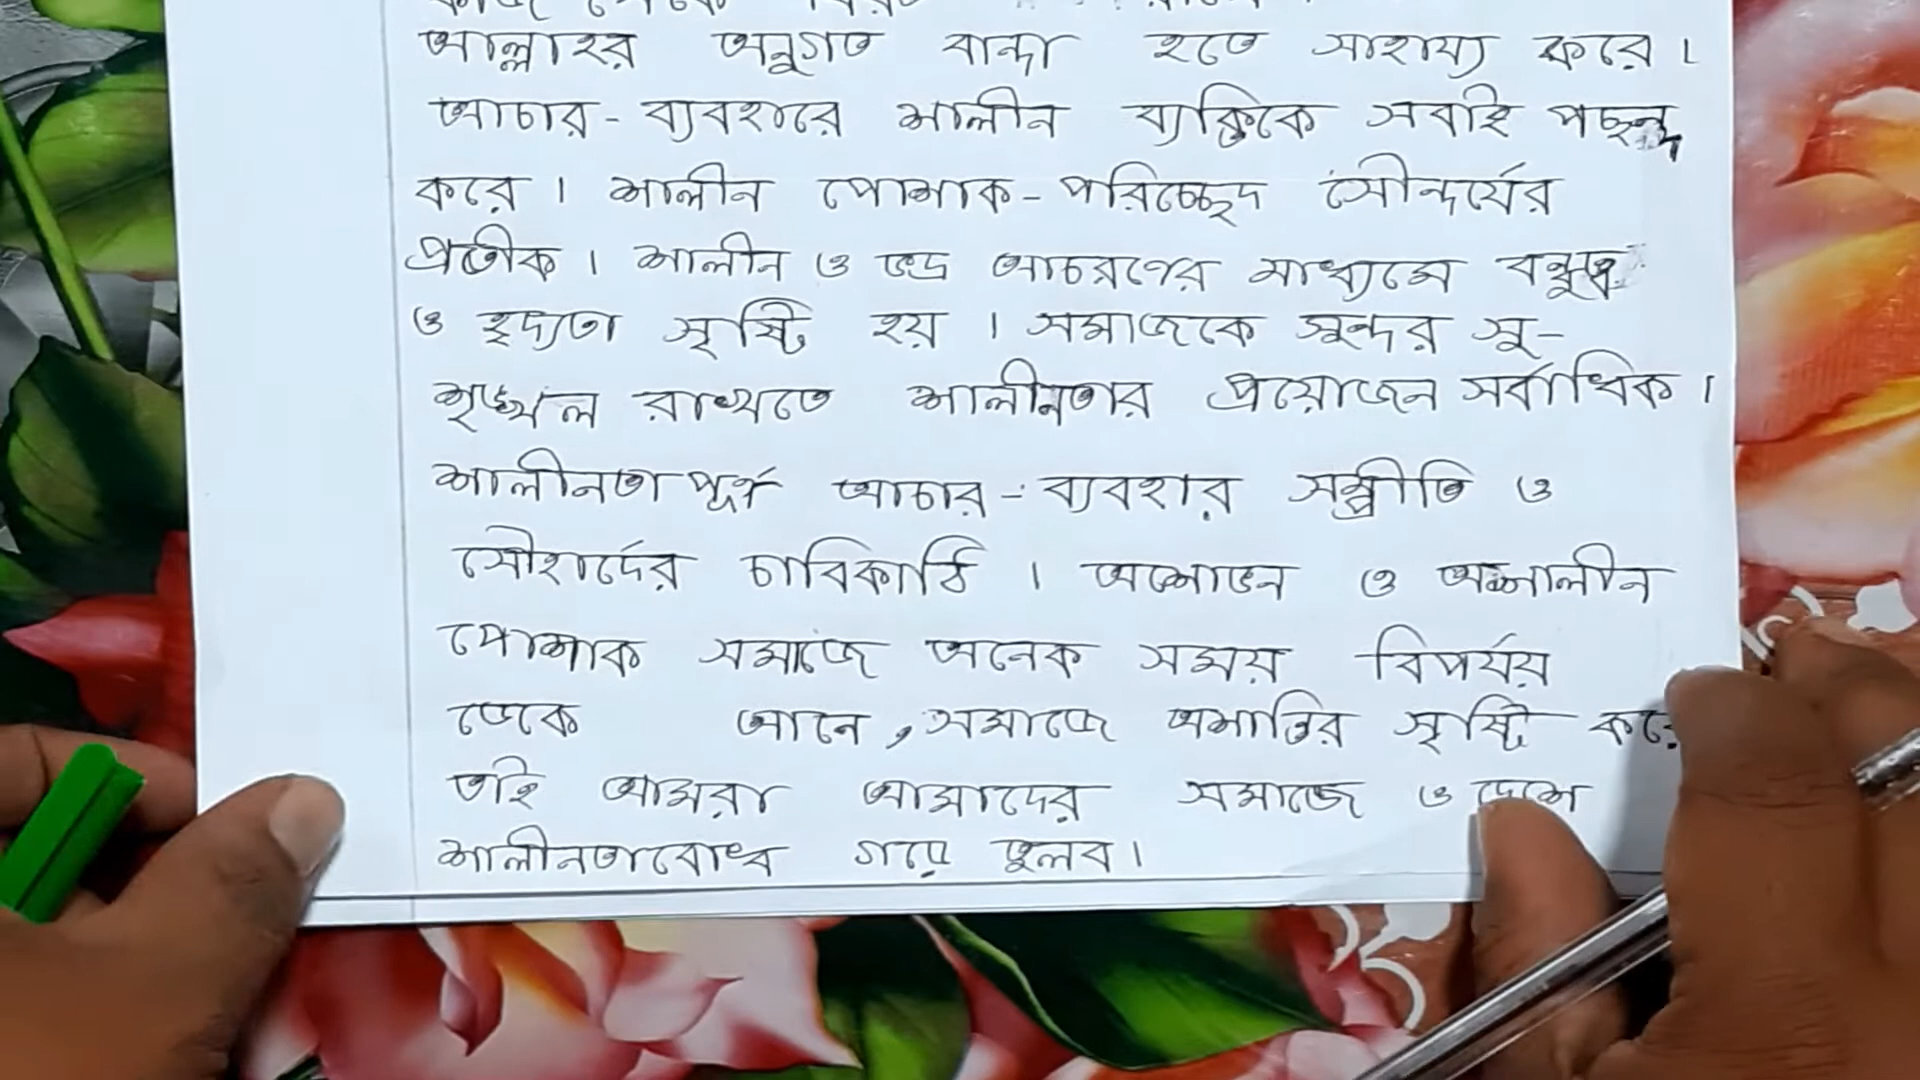 আল্লাহর অনুগত বান্দা হতে সাহায্য করে।
আচার-ব্যবহারে শালীন ব্যক্তিকে সবাই পছন্দ
করে। শালীন পোশাক-পরিচ্ছেদ সৌন্দর্যের
প্রতীক। শালীন ও ভদ্র আচরণের মাধ্যমে বন্ধুত্ব
ও হৃদ্যতা সৃষ্টি হয়। সমাজকে সুন্দর সু-
শৃঙ্খল রাখতে শালীনতার প্রয়োজন সর্বাধিক।
শালীনতাপূর্ণ আচার-ব্যবহার সম্প্রীতি ও
সৌহার্দের চাবিকাঠি। অশোভন ও অশালীন
পোশাক সমাজে অনেক সময় বিপর্যয়
ডেকে আনে, সমাজে অশান্তির সৃষ্টি করে
তাই আমরা আমাদের সমাজে ও দেশে
শালীনতাবোধ গড়ে তুলব।